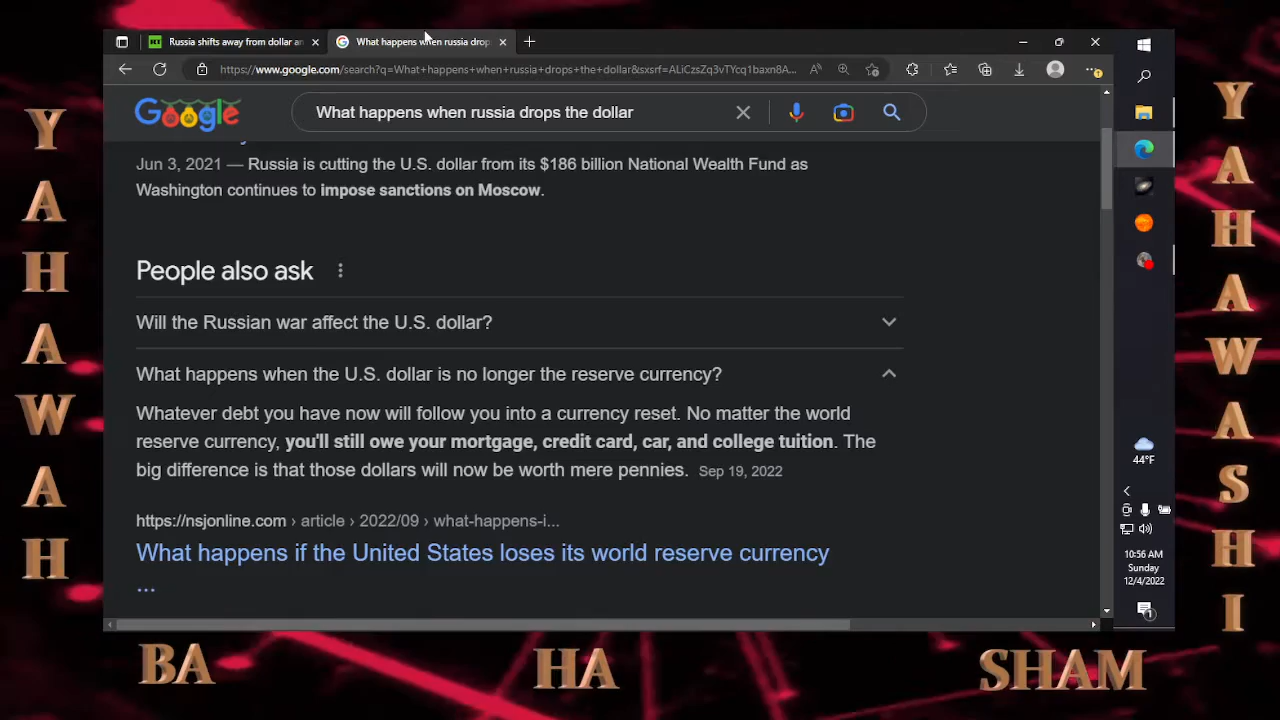 Russia shifts away from dollar an
What happens when russia drops
https://www.google.com/search?q=What+happens+when+russia+drops+the+dollar&sxsrf=ALiCzsZq3vTYcq1baxn8A...
Google
What happens when russia drops the dollar
Jun 3, 2021 — Russia is cutting the U.S. dollar from its $186 billion National Wealth Fund as
Washington continues to impose sanctions on Moscow.
People also ask
Will the Russian war affect the U.S. dollar?
What happens when the U.S. dollar is no longer the reserve currency?
Whatever debt you have now will follow you into a currency reset. No matter the world
reserve currency, you'll still owe your mortgage, credit card, car, and college tuition. The
big difference is that those dollars will now be worth mere pennies. Sep 19, 2022
https://nsjonline.com › article › 2022/09 › what-happens-i...
What happens if the United States loses its world reserve currency
...
44°F
10:56 AM
Sunday
12/4/2022
1
YAHAWAH
YAHAWASHI
BA HA SHAM